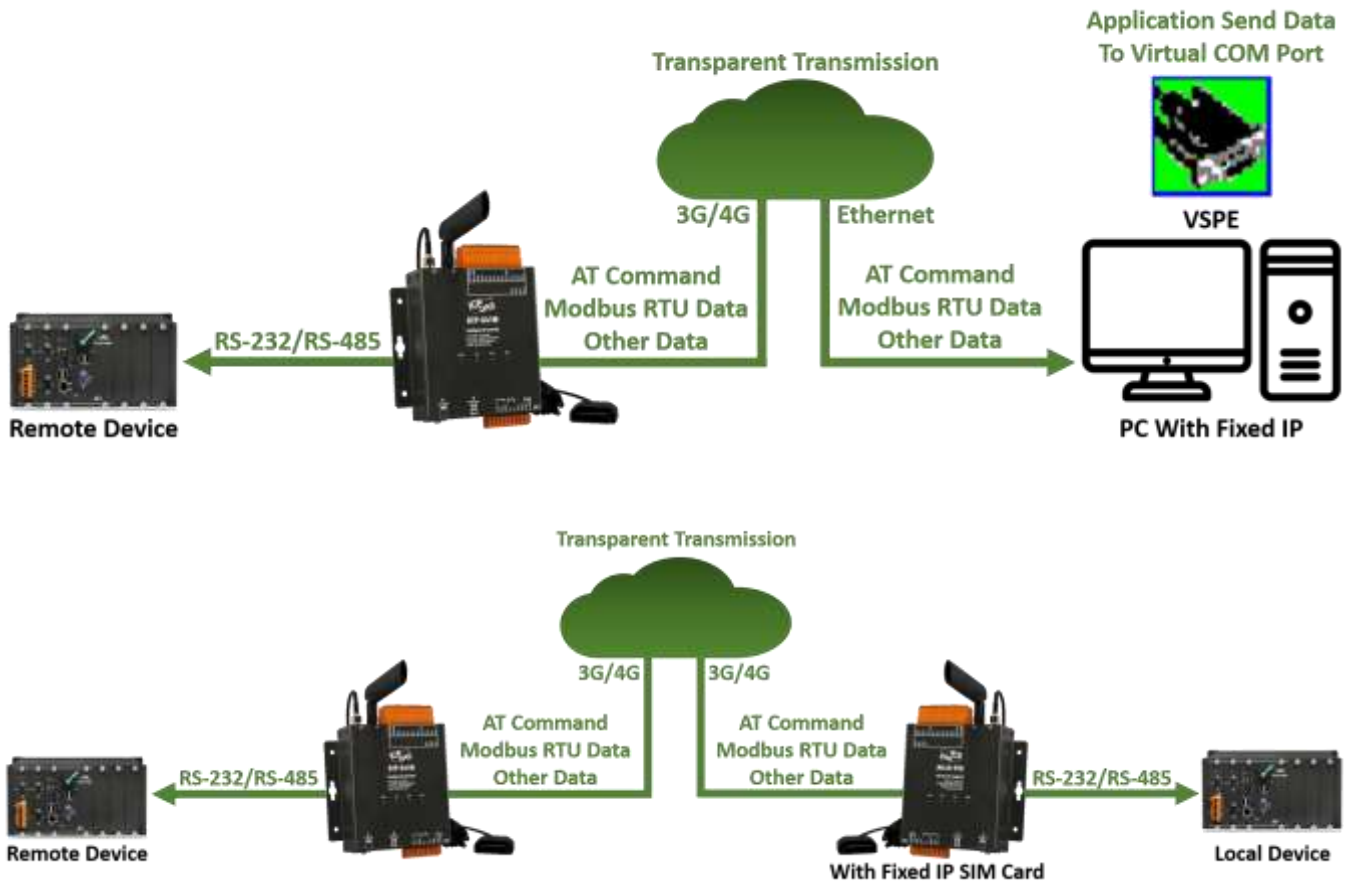 Application Send Data
To Virtual COM Port
Transparent Transmission
VSPE
3G/4G
Ethernet
AT Command
Modbus RTU Data
Other Data
AT Command
Modbus RTU Data
Other Data
RS-232/RS-485
Remote Device
PC With Fixed IP
Transparent Transmission
3G/4G
3G/4G
AT Command
Modbus RTU Data
Other Data
AT Command
Modbus RTU Data
Other Data
RS-232/RS-485
RS-232/RS-485
Remote Device
With Fixed IP SIM Card
Local Device